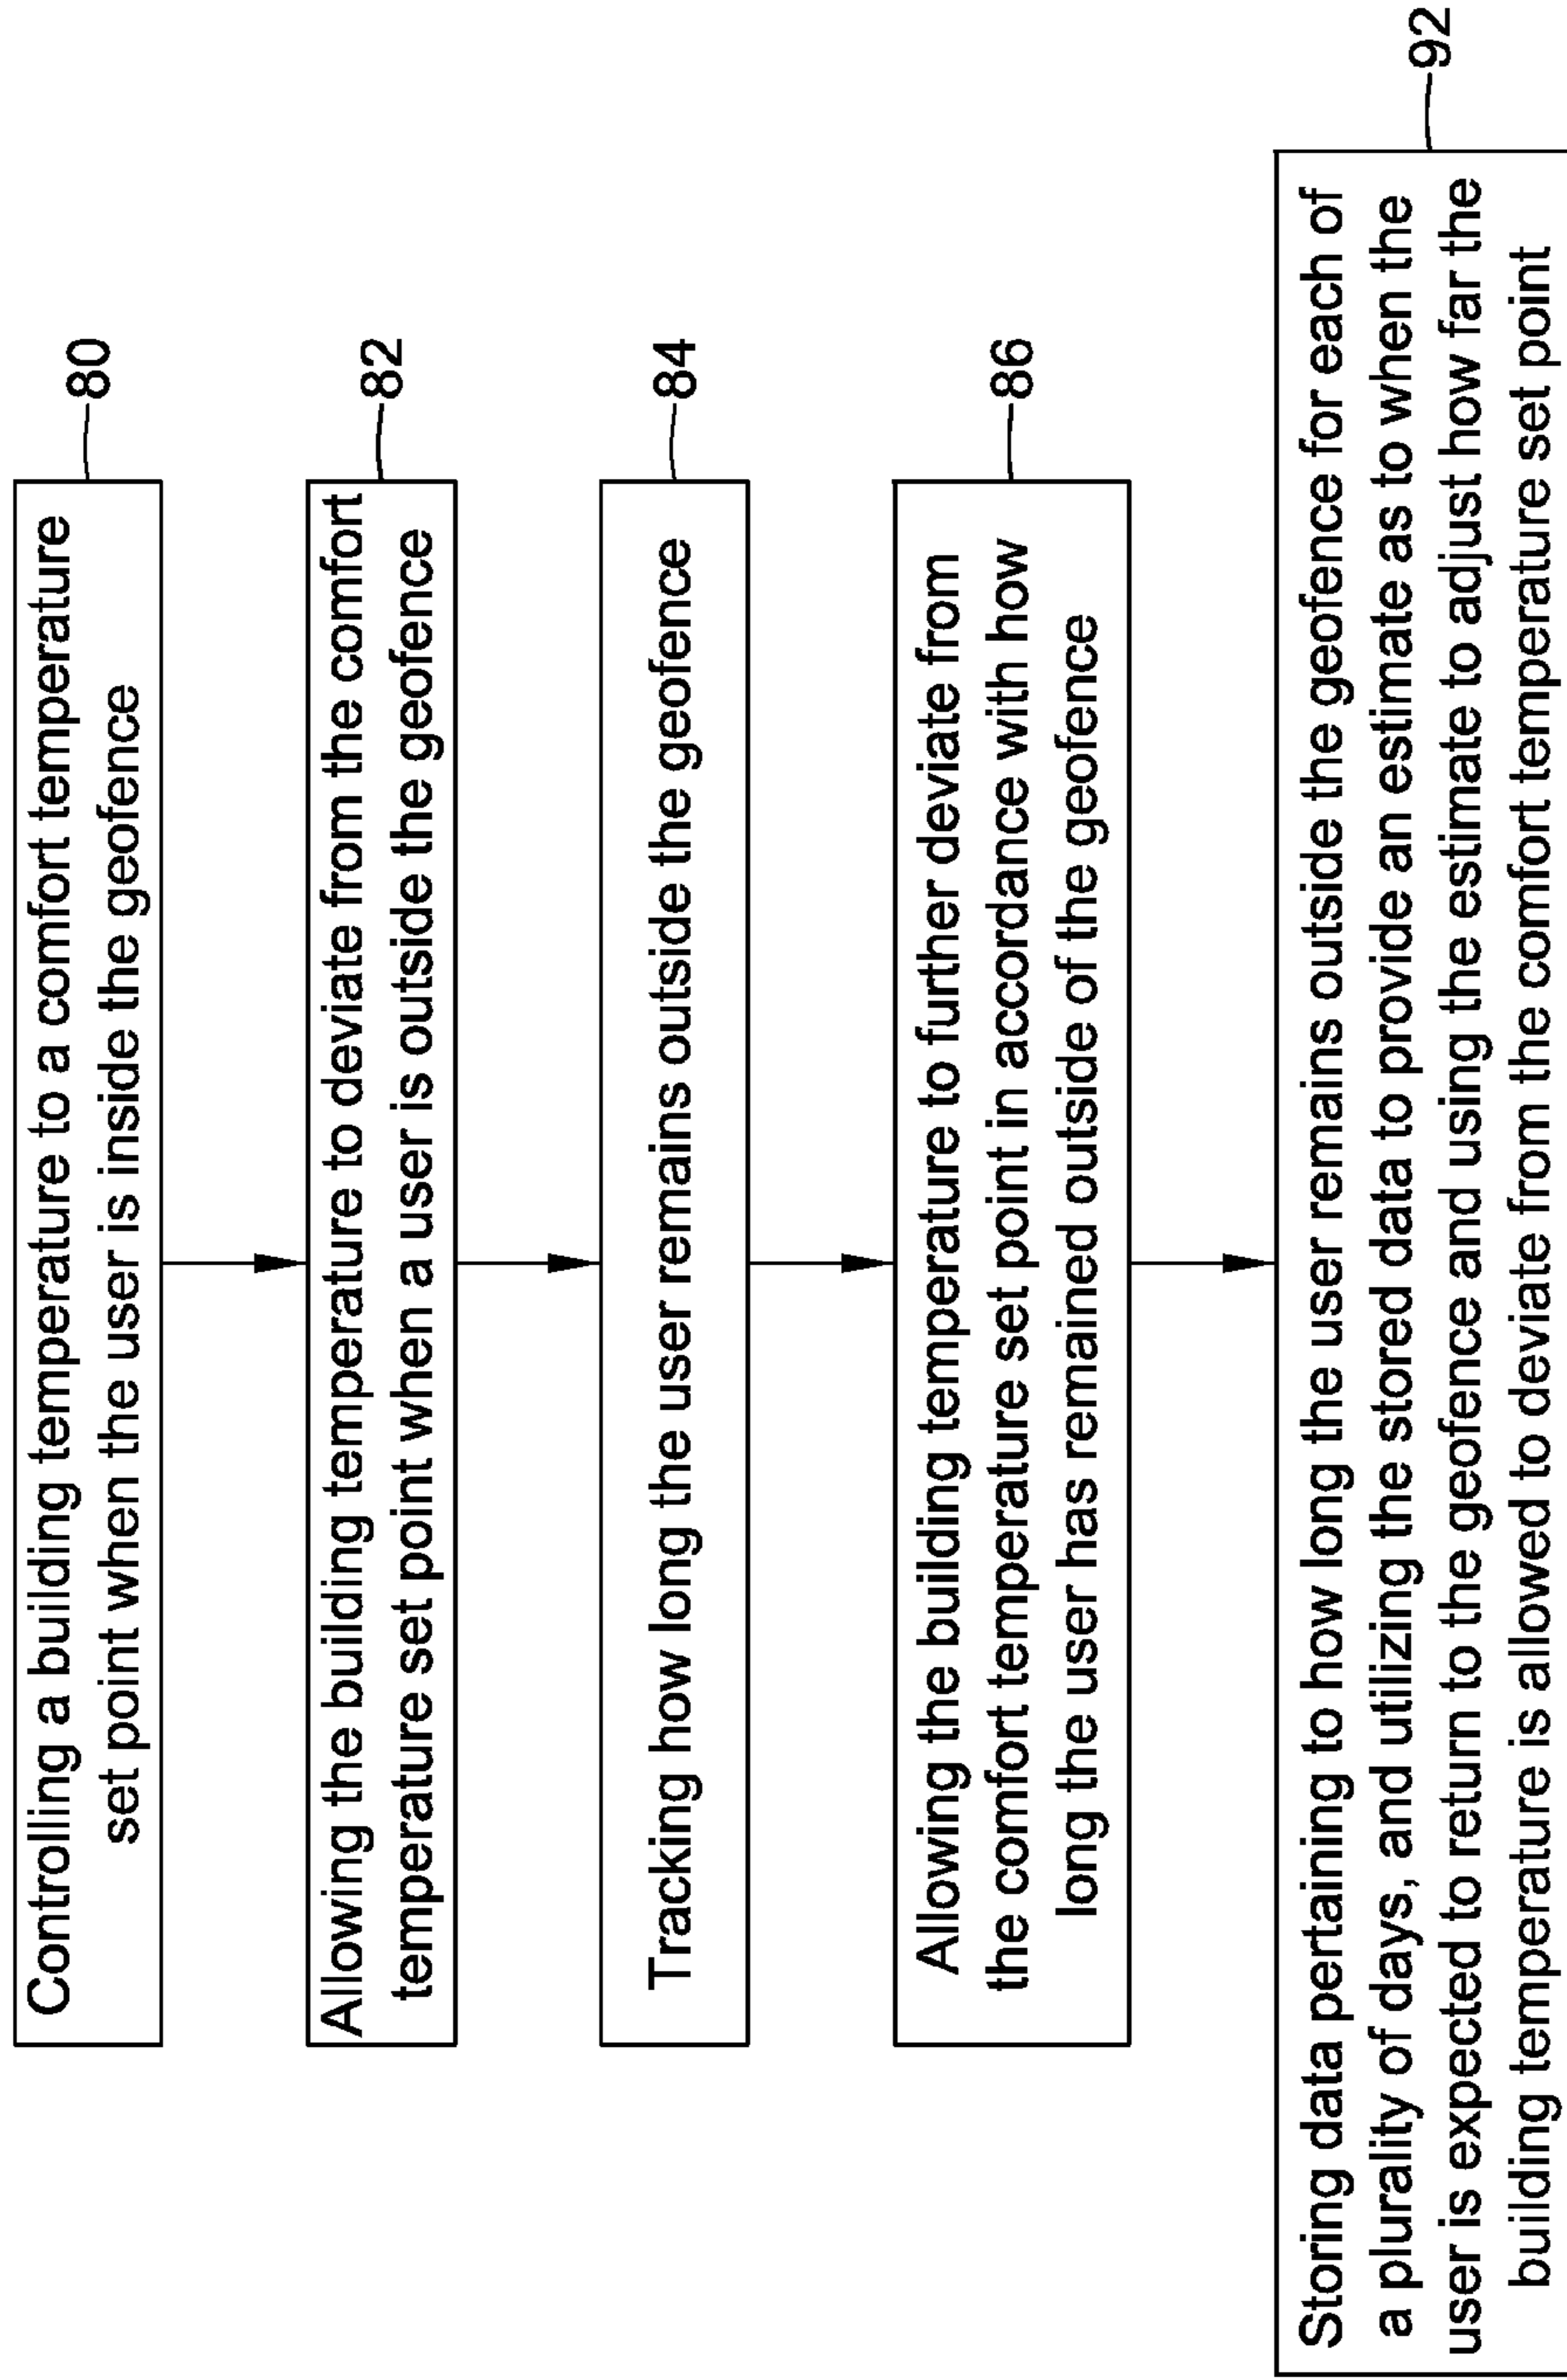 Controlling a building temperature to a comfort temperature
set point when the user is inside the geofence
80
Allowing the building temperature to deviate from the comfort
temperature set point when a user is outside the geofence
82
Tracking how long the user remains outside the geofence
84
Allowing the building temperature to further deviate from
the comfort temperature set point in accordance with how
long the user has remained outside of the geofence
86
Storing data pertaining to how long the user remains outside the geofence for each of
a plurality of days, and utilizing the stored data to provide an estimate as to when the
user is expected to return to the geofence and using the estimate to adjust how far the
building temperature is allowed to deviate from the comfort temperature set point
92